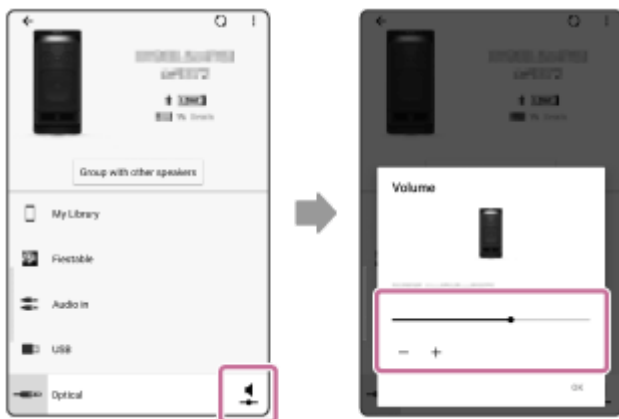 Group with other speakers
My Library
Fiestable
Audio in
USB
Optical
Volume
OK